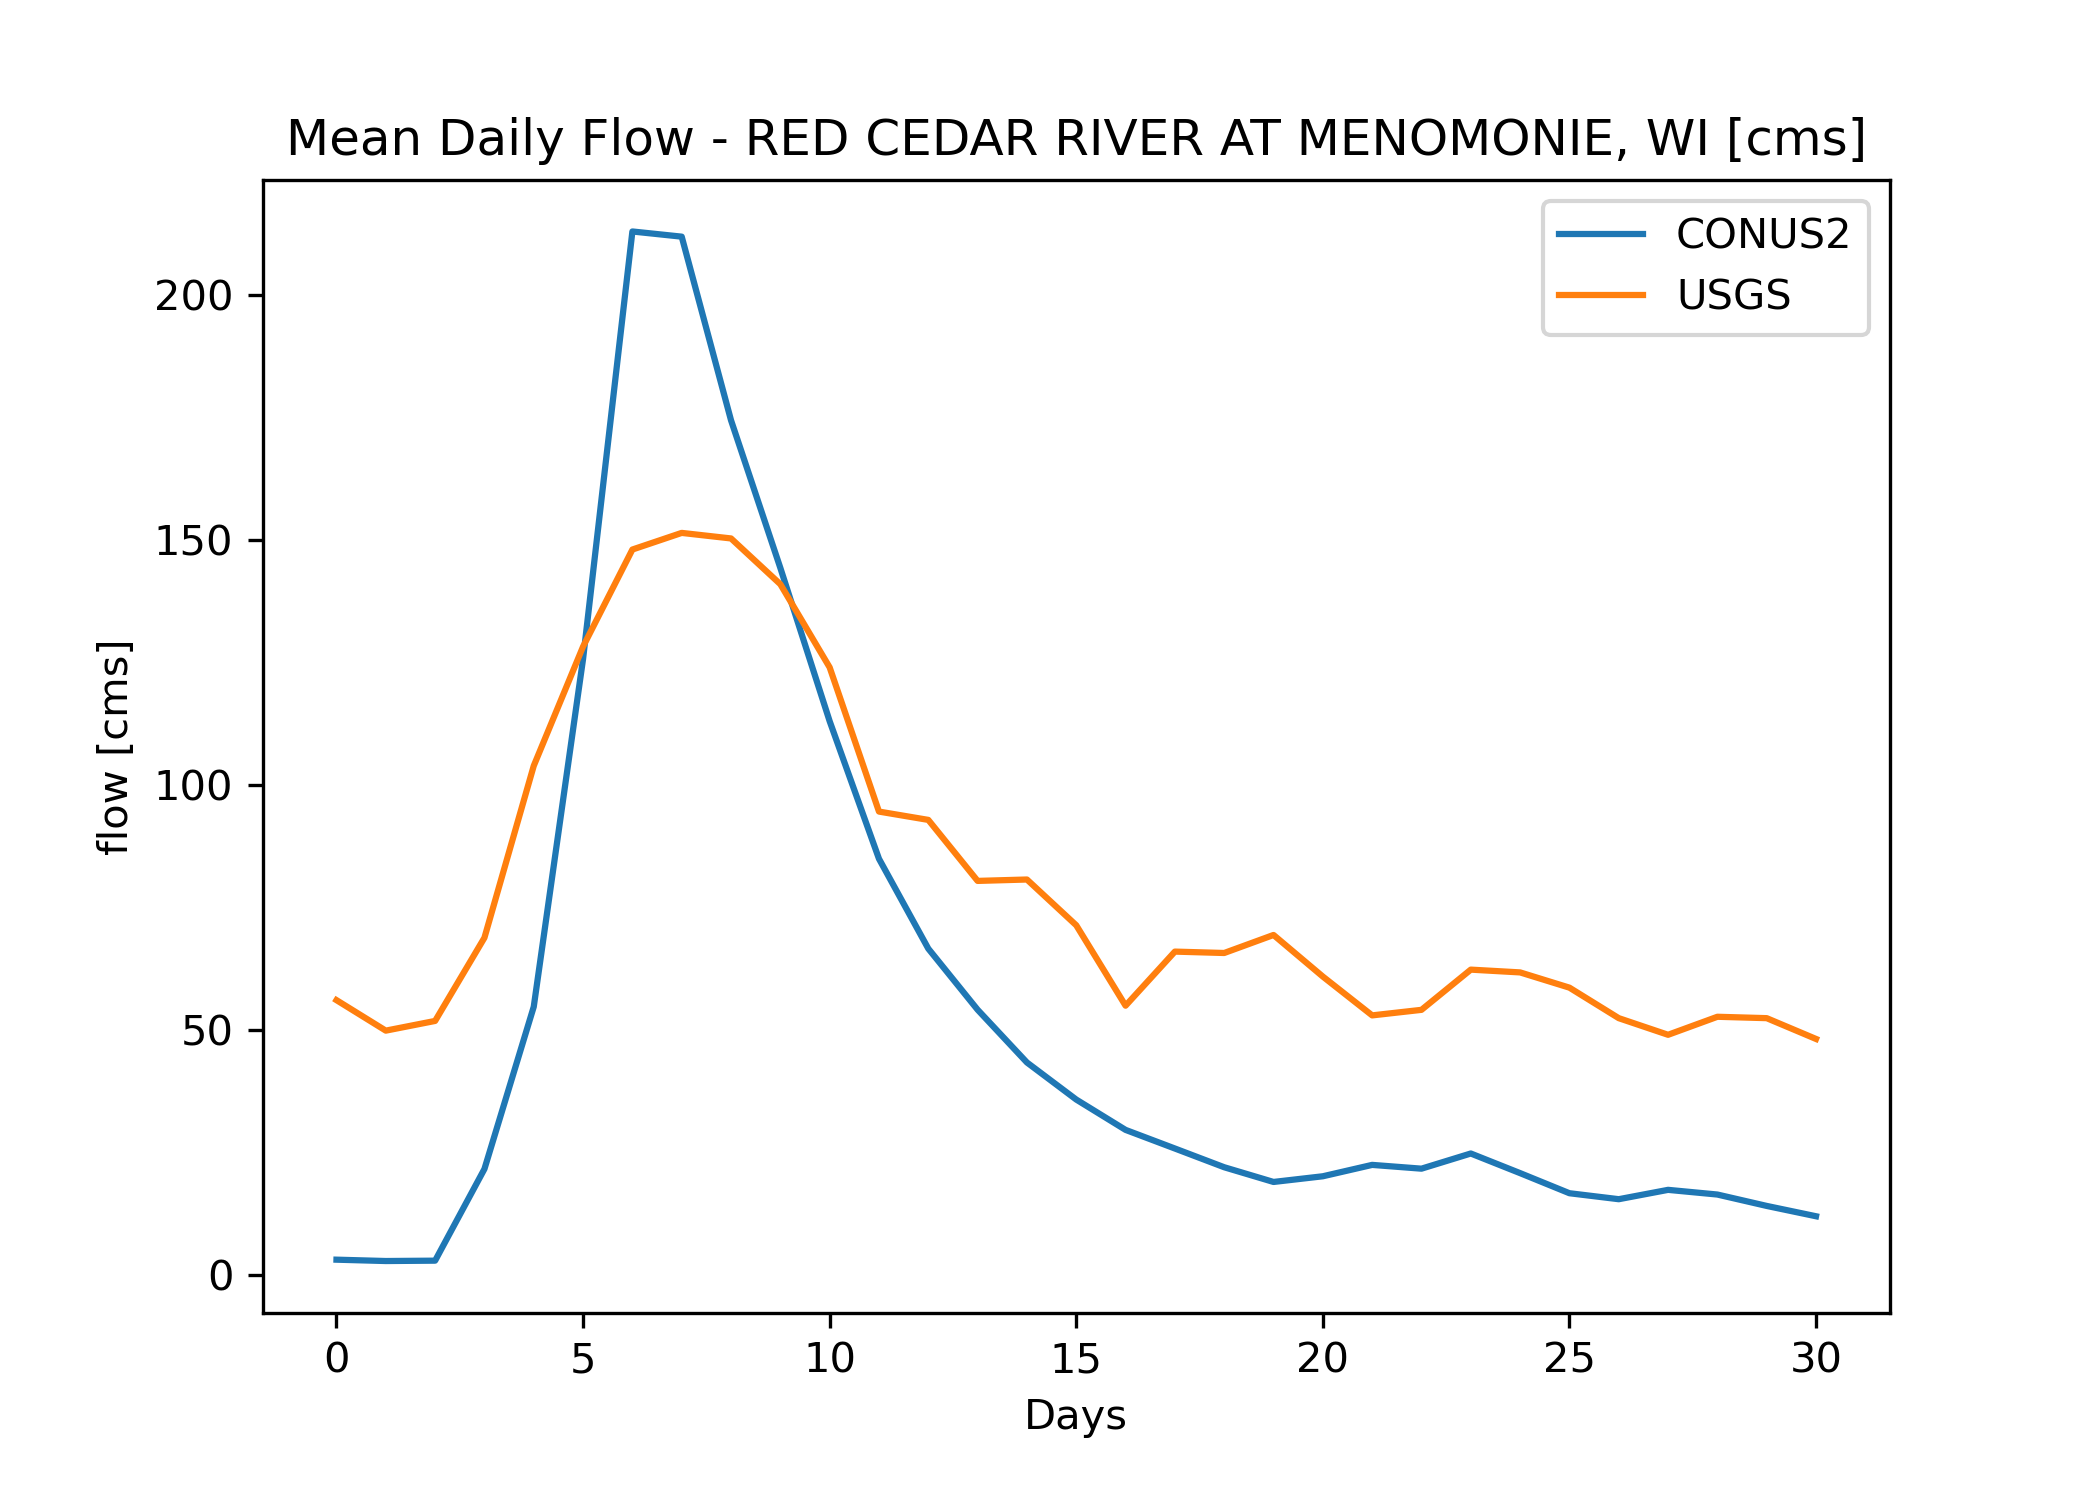 Mean Daily Flow - RED CEDAR RIVER AT MENOMONIE, WI [cms]
CONUS2
USGS
200
150
100
50
0
flow [cms]
0 5 10 15 20 25 30
Days